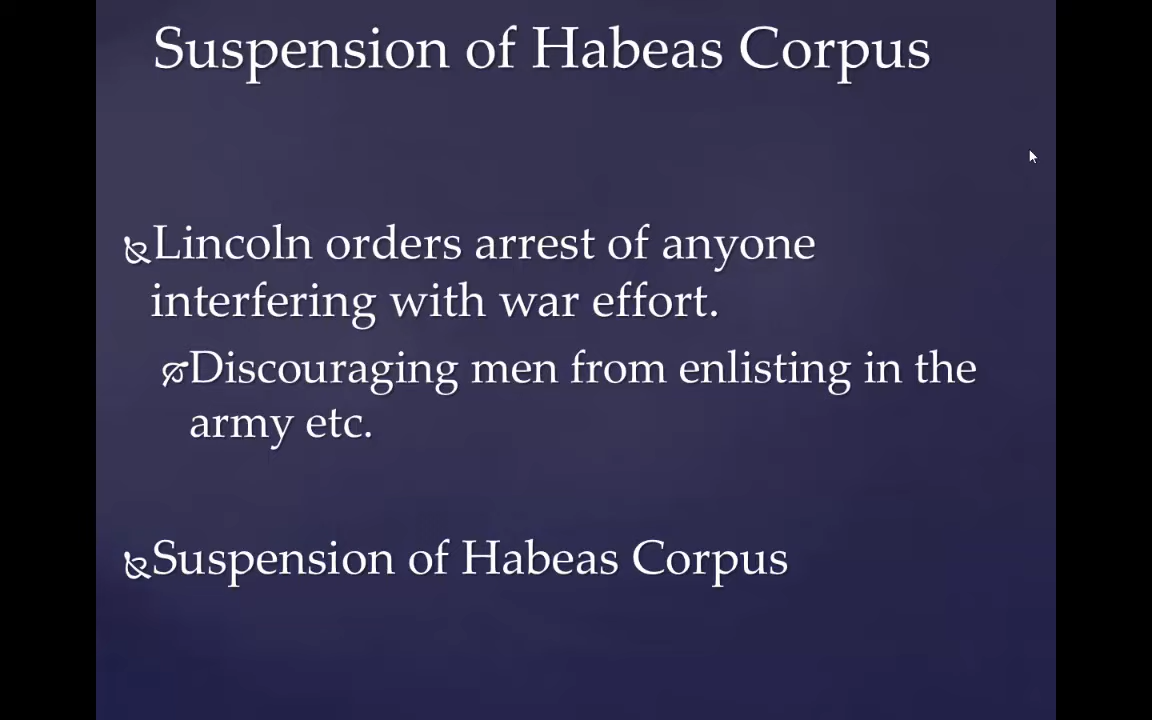 Suspension of Habeas Corpus
Lincoln orders arrest of anyone
interfering with war effort.
Discouraging men from enlisting in the
army etc.
Suspension of Habeas Corpus